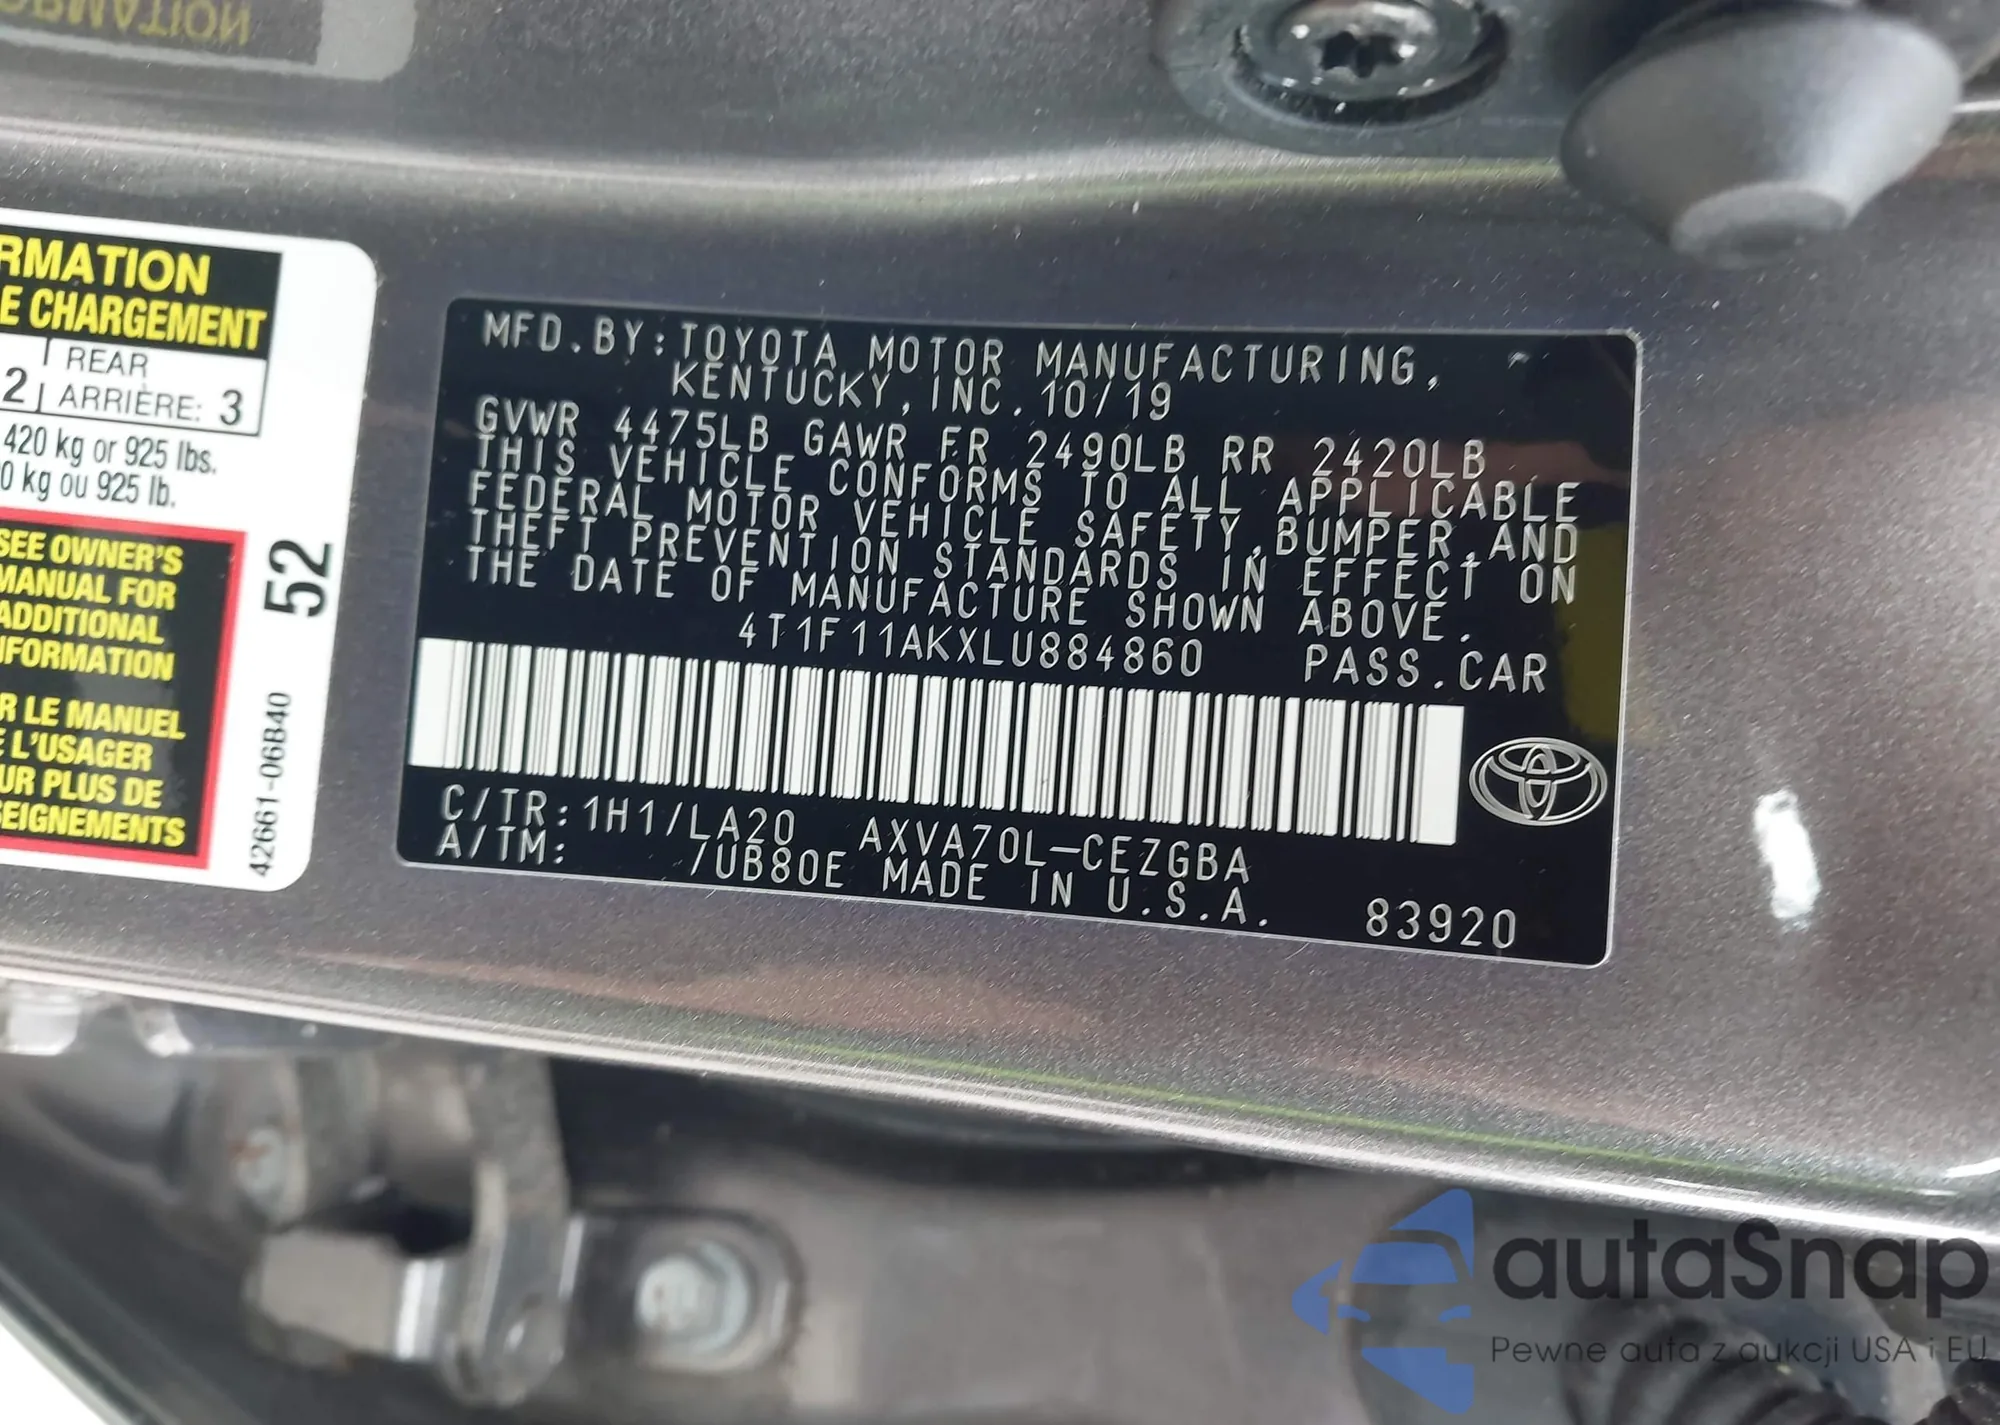 RMATION
E CHARGEMENT
2 REAR
ARRIÈRE: 3
420 kg or 925 lbs.
0 kg ou 925 lb.
SEE OWNER'S
MANUAL FOR
ADDITIONAL
NFORMATION
R LE MANUEL
E L'USAGER
UR PLUS DE
SEIGNEMENTS
52
42661-06B40
MFD.BY:TOYOTA MOTOR MANUFACTURING,
KENTUCKY,INC.10/19
GVWR 4475LB GAWR FR 2490LB RR 2420LB
THIS VEHICLE CONFORMS TO ALL APPLICABLE
FEDERAL MOTOR VEHICLE SAFETY,BUMPER,AND
THEFT PREVENTION STANDARDS IN EFFECT ON
THE DATE OF MANUFACTURE SHOWN ABOVE.
4T1F11AKXLU884860 PASS.CAR
C/TR:1H1/LA20 AXVA70L-CEZGBA
A/TM: /UB80E MADE IN U.S.A. 83920
autaSnap
Pewne auta z aukcji USA i EU